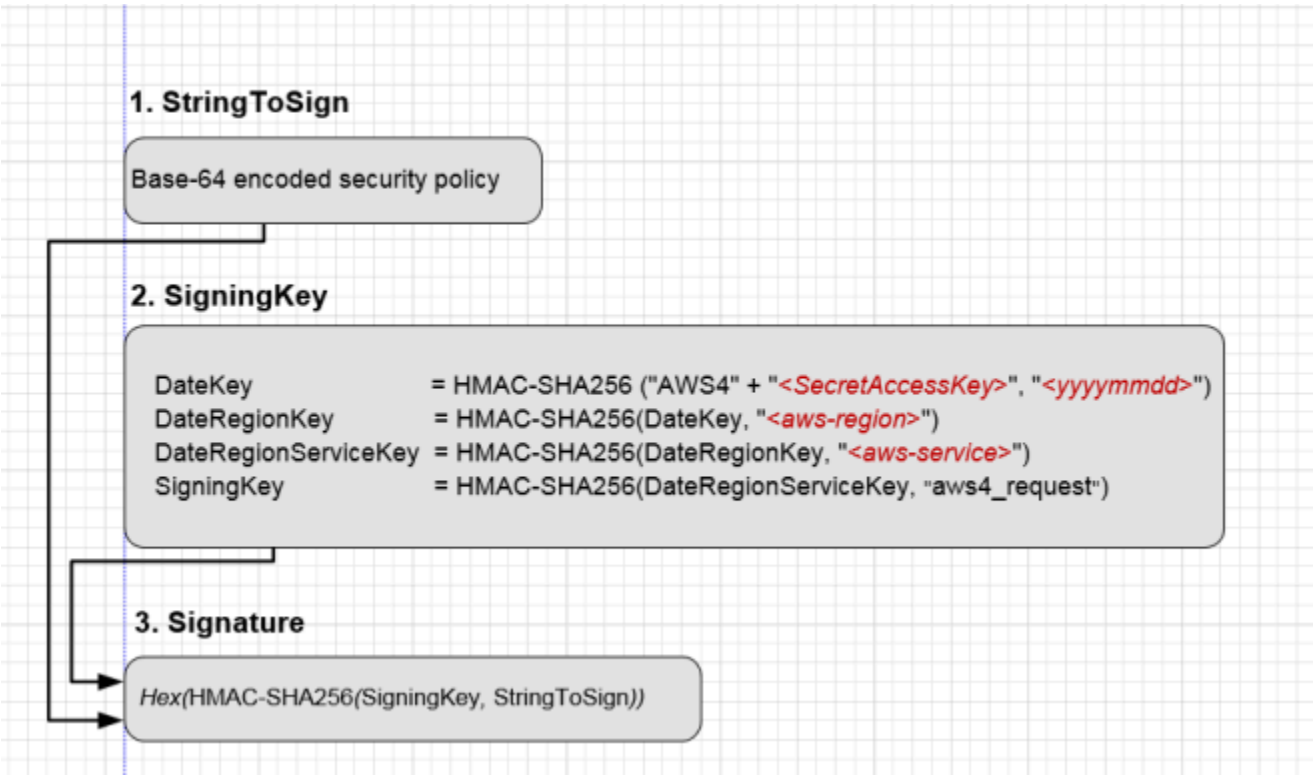 1. StringToSign
Base-64 encoded security policy
2. SigningKey
DateKey = HMAC-SHA256 ("AWS4" + "<SecretAccessKey>", "<yyyymmdd>")
DateRegionKey = HMAC-SHA256(DateKey, "<aws-region>")
DateRegionServiceKey = HMAC-SHA256(DateRegionKey, "<aws-service>")
SigningKey = HMAC-SHA256(DateRegionServiceKey, "aws4_request")
3. Signature
Hex(HMAC-SHA256(SigningKey, StringToSign))